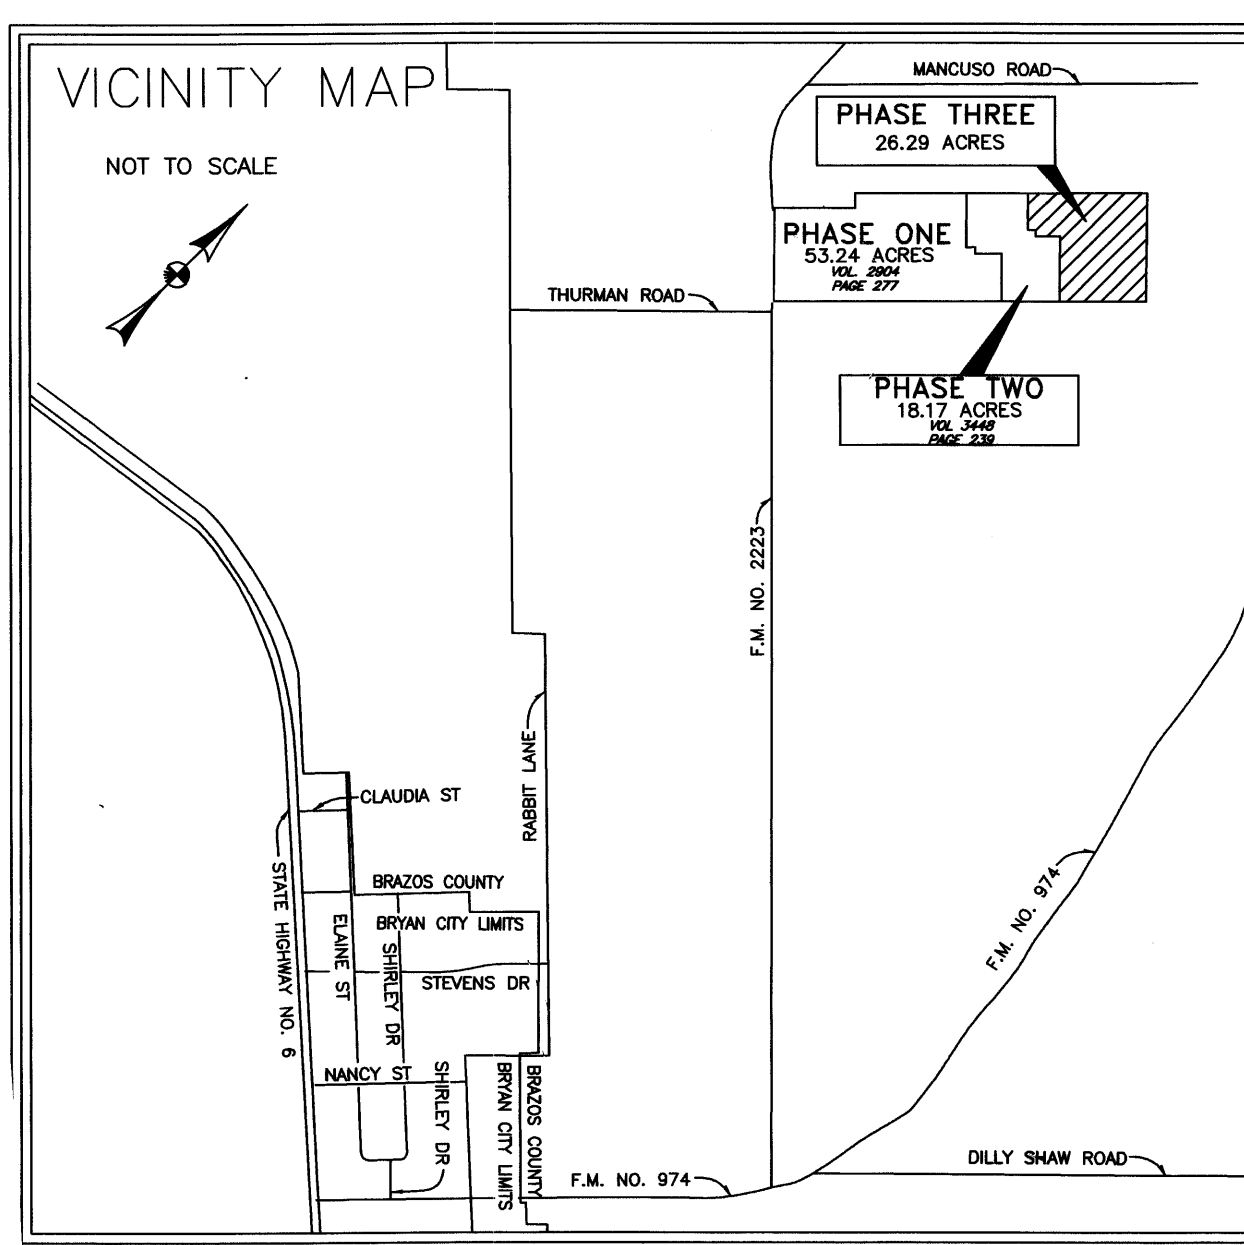 VICINITY MAP
NOT TO SCALE
MANCUSO ROAD
PHASE THREE
26.29 ACRES
PHASE ONE
53.24 ACRES
VOL. 2904
PAGE 277
THURMAN ROAD
PHASE TWO
18.17 ACRES
VOL 3448
PAGE 239
F.M. NO. 2223
RABBIT LANE
CLAUDIA ST
STATE HIGHWAY NO. 6
BRAZOS COUNTY
BRYAN CITY LIMITS
ELAINE ST
SHIRLEY DR
STEVENS DR
F.M. NO. 974
NANCY ST
SHIRLEY DR
BRYAN CITY LIMITS
BRAZOS COUNTY
F.M. NO. 974
DILLY SHAW ROAD